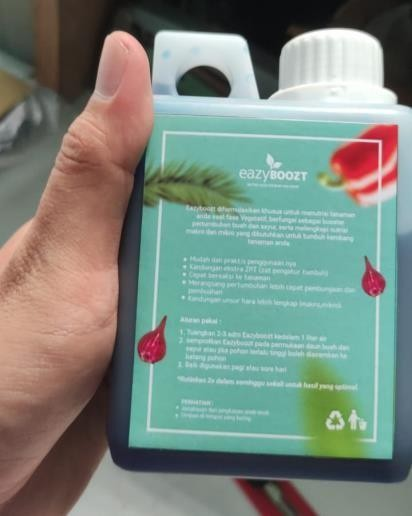 eazyBOOZT
Eazyboozt diformulasikan khusus untuk menutrisi tanaman
anda saat fase Vegetatif, berfungsi sebagai booster
pertumbuhan buah dan sayur, serta melengkapi nutrisi
makro dan mikro yang dibutuhkan untuk tumbuh kembang
tanaman anda.
• Mudah dan praktis penggunaan nya
• Kandungan ekstra ZPT (zat pengatur tumbuh)
• Cepat bereaksi ke tanaman
• Merangsang pertumbuhan lebih cepat pembungaan dan
pembuahan
• Kandungan unsur hara lebih lengkap (makro,mikro)
Aturan pakai :
1. Tuangkan 2-3 sdm Eazyboozt kedalam 1 liter air
2. semprotkan Eazyboozt pada permukaan daun buah dan
sayur atau jika pohon terlalu tinggi boleh disiramkan ke
batang pohon
3. Baik digunakan pagi atau sore hari
*Rutinkan 2x dalam seminggu sekali untuk hasil yang optimal.
PERHATIAN :
• Jauhkan dari jangkauan anak-anak
• Simpan di tempat yang kering